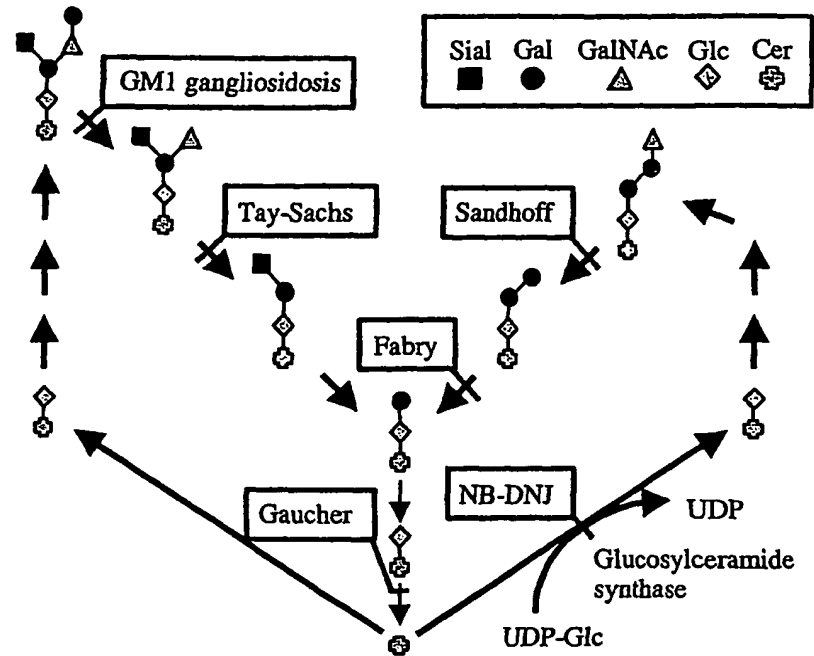 Sial Gal GalNAc Glc Cer
GM1 gangliosidosis
Tay-Sachs
Sandhoff
Fabry
Gaucher
NB-DNJ
UDP
Glucosylceramide
synthase
UDP-Glc